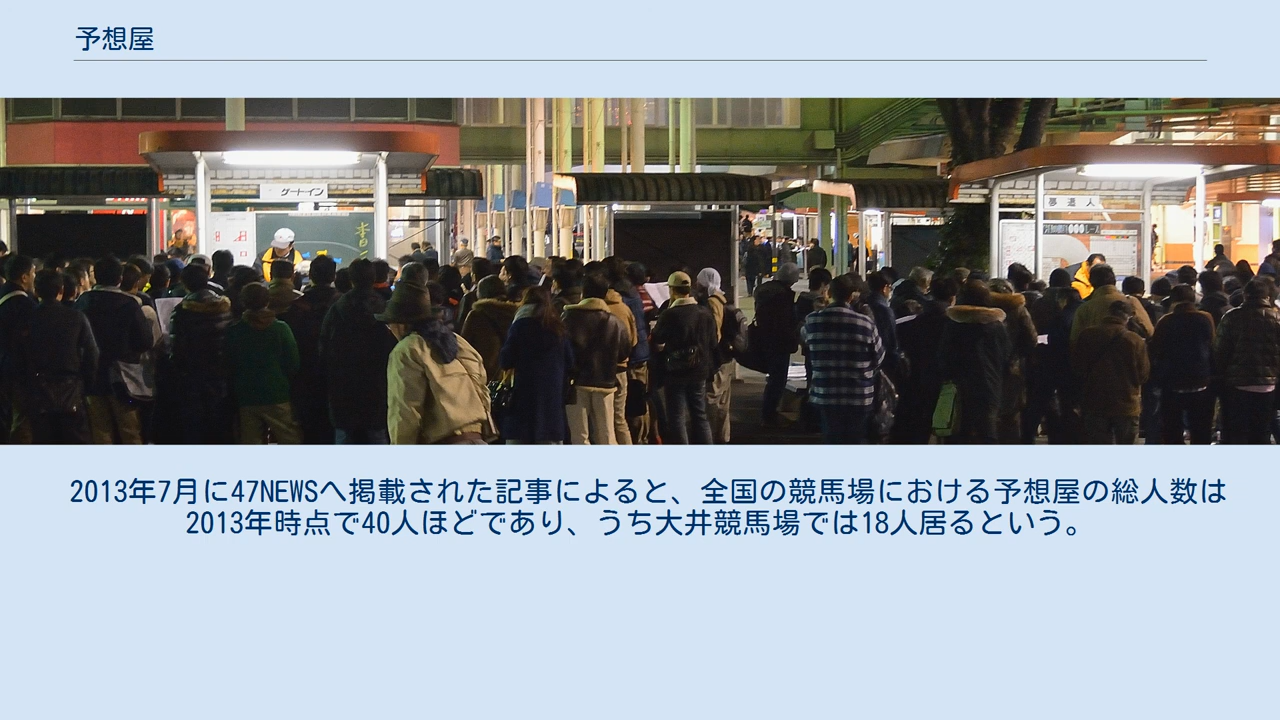 予想屋
ゲートイン
夢追人
2013年7月に47NEWSへ掲載された記事によると、全国の競馬場における予想屋の総人数は
2013年時点で40人ほどであり、うち大井競馬場では18人居るという。